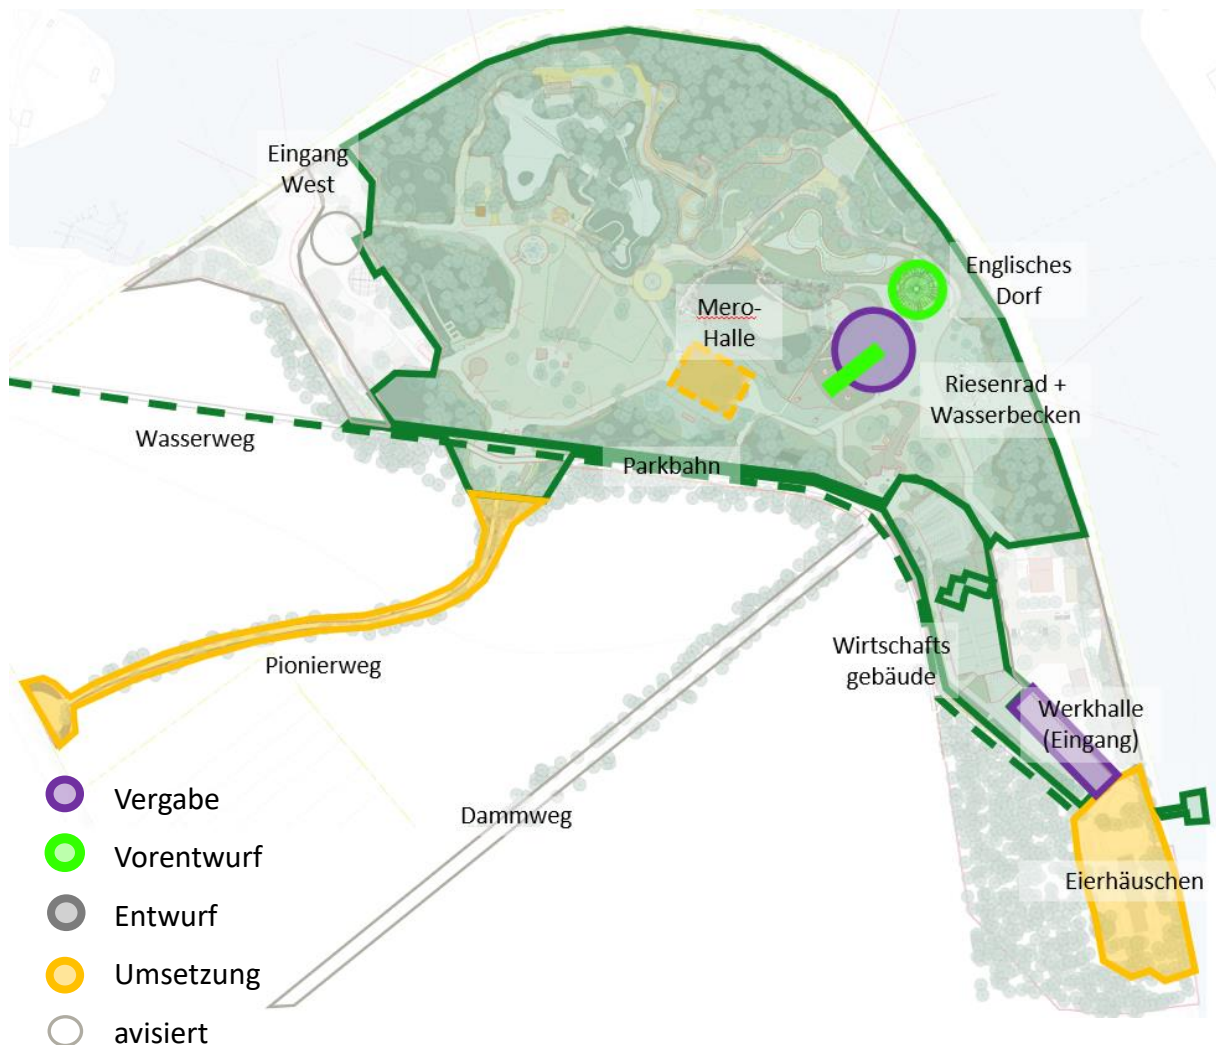 Eingang
West
Englisches
Dorf
Mero-
Halle
Riesenrad +
Wasserbecken
Wasserweg
Parkbahn
Pionierweg
Wirtschafts
gebäude
Werkhalle
(Eingang)
Dammweg
Eierhäuschen
Vergabe
Vorentwurf
Entwurf
Umsetzung
avisiert